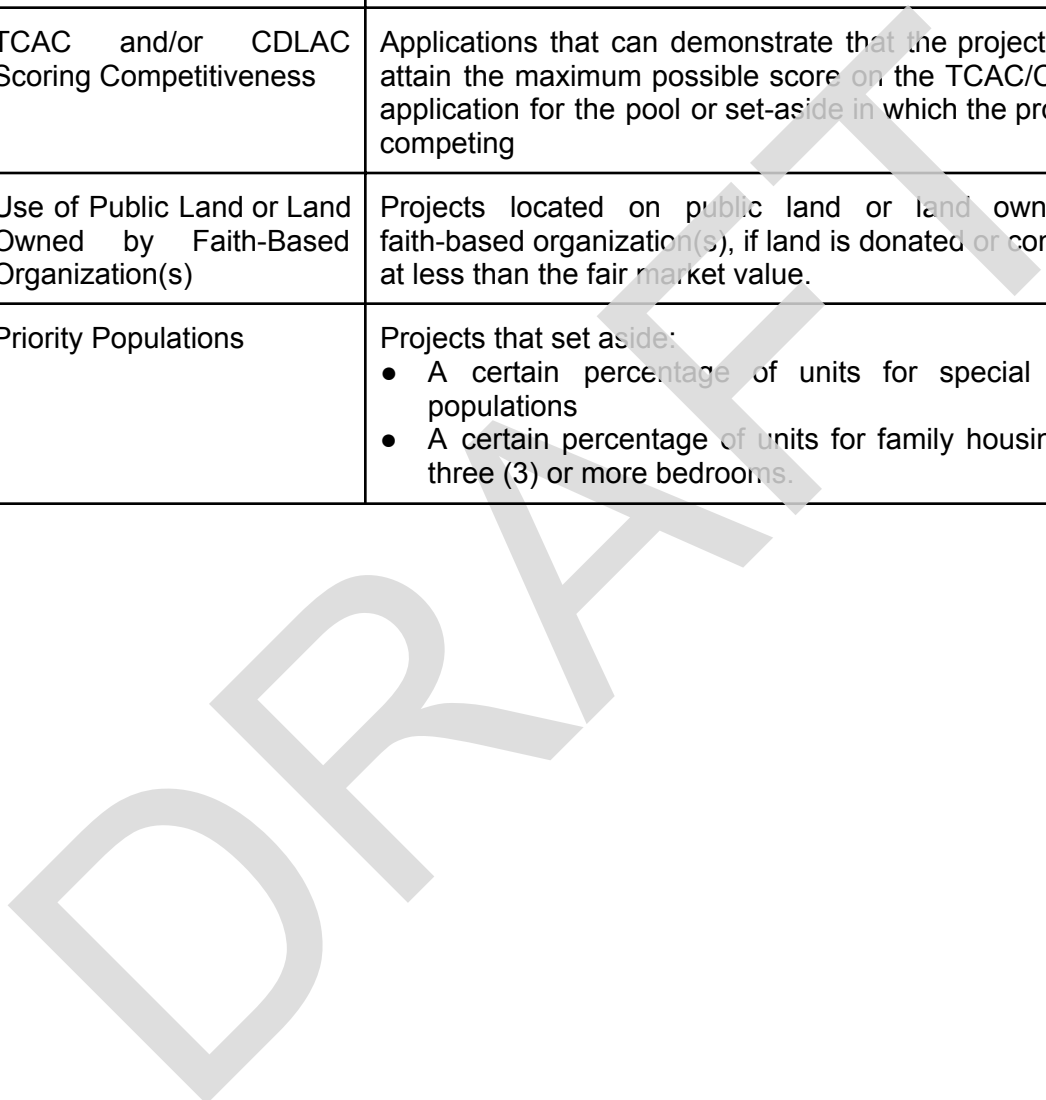 TCAC and/or CDLAC
Scoring Competitiveness
Applications that can demonstrate that the project
attain the maximum possible score on the TCAC/C
application for the pool or set-aside in which the pro
competing
Use of Public Land or Land
Owned by Faith-Based
Organization(s)
Projects located on public land or land own
faith-based organization(s), if land is donated or con
at less than the fair market value.
Priority Populations
Projects that set aside:
● A certain percentage of units for special
populations
● A certain percentage of units for family housin
three (3) or more bedrooms.
DRAFT